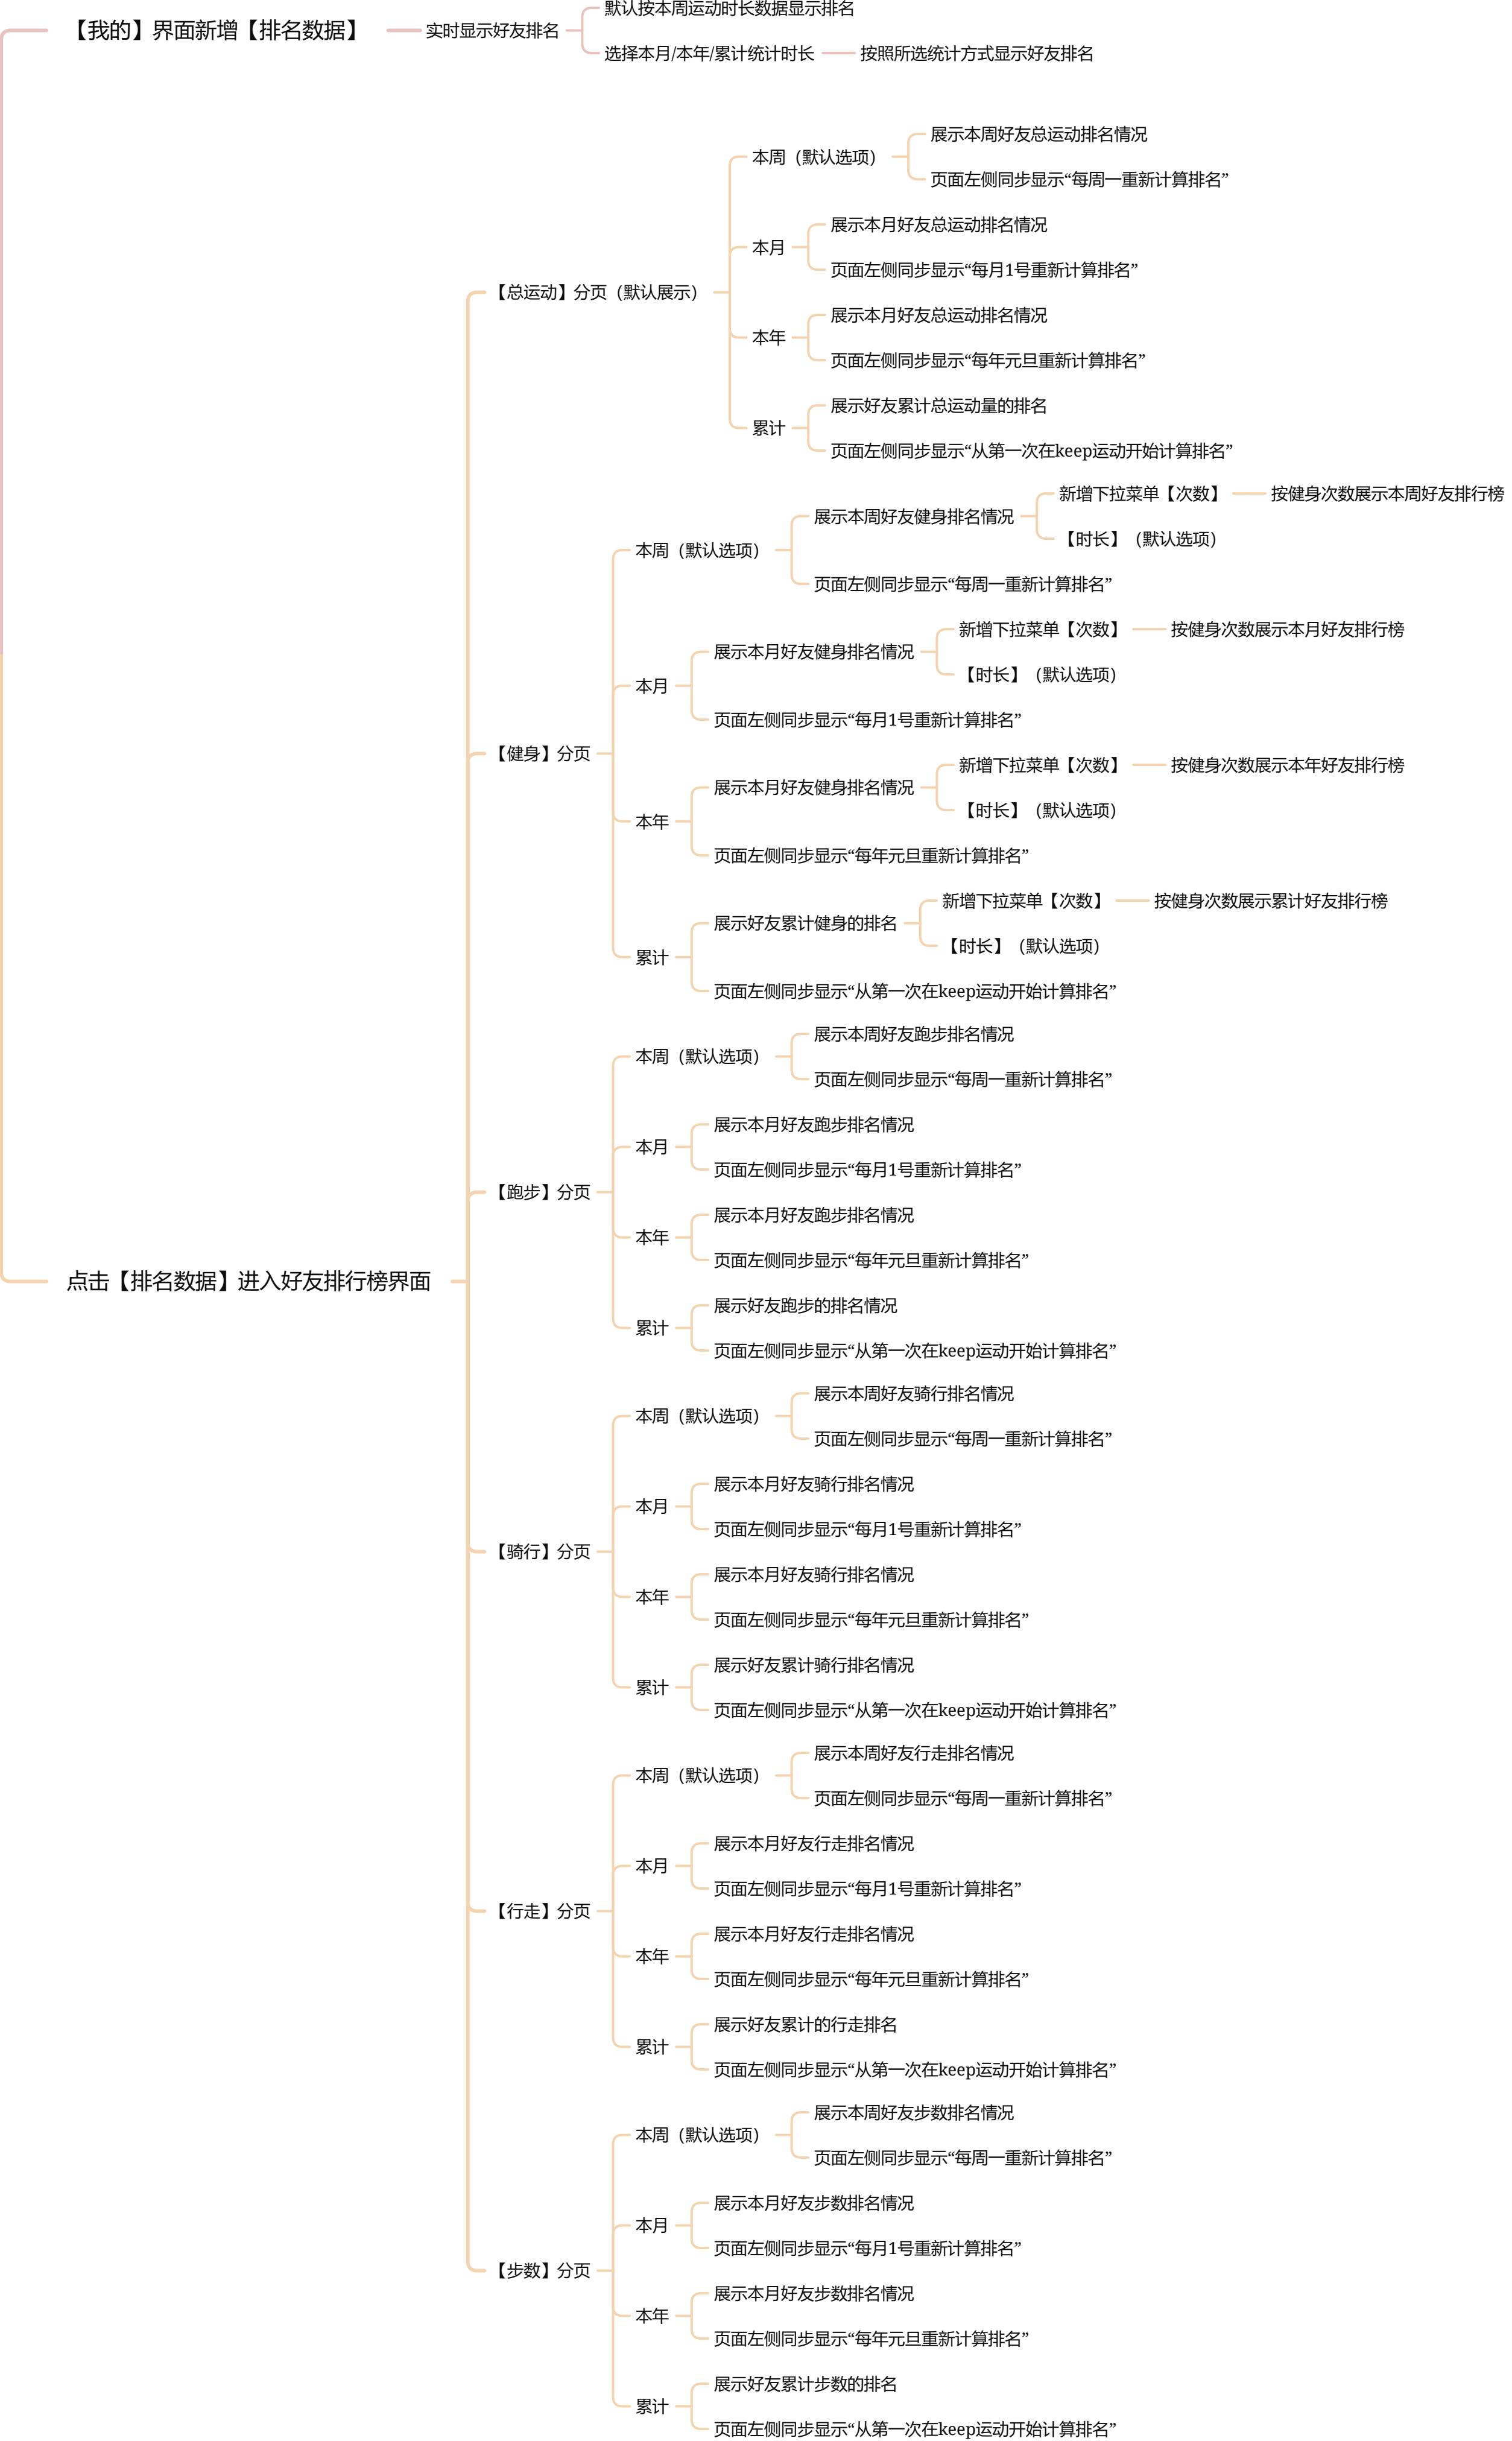 【我的】界面新增【排名数据】
实时显示好友排名
默认按本周运动时长数据显示排名
选择本月/本年/累计统计时长
按照所选统计方式显示好友排名
点击【排名数据】进入好友排行榜界面
【总运动】分页（默认展示）
本周（默认选项）
展示本周好友总运动排名情况
页面左侧同步显示“每周一重新计算排名”
本月
展示本月好友总运动排名情况
页面左侧同步显示“每月1号重新计算排名”
本年
展示本月好友总运动排名情况
页面左侧同步显示“每年元旦重新计算排名”
累计
展示好友累计总运动量的排名
页面左侧同步显示“从第一次在keep运动开始计算排名”
【健身】分页
本周（默认选项）
展示本周好友健身排名情况
新增下拉菜单【次数】
按健身次数展示本周好友排行榜
【时长】（默认选项）
页面左侧同步显示“每周一重新计算排名”
本月
展示本月好友健身排名情况
新增下拉菜单【次数】
按健身次数展示本月好友排行榜
【时长】（默认选项）
页面左侧同步显示“每月1号重新计算排名”
本年
展示本月好友健身排名情况
新增下拉菜单【次数】
按健身次数展示本年好友排行榜
【时长】（默认选项）
页面左侧同步显示“每年元旦重新计算排名”
累计
展示好友累计健身的排名
新增下拉菜单【次数】
按健身次数展示累计好友排行榜
【时长】（默认选项）
页面左侧同步显示“从第一次在keep运动开始计算排名”
【跑步】分页
本周（默认选项）
展示本周好友跑步排名情况
页面左侧同步显示“每周一重新计算排名”
本月
展示本月好友跑步排名情况
页面左侧同步显示“每月1号重新计算排名”
本年
展示本月好友跑步排名情况
页面左侧同步显示“每年元旦重新计算排名”
累计
展示好友跑步的排名情况
页面左侧同步显示“从第一次在keep运动开始计算排名”
【骑行】分页
本周（默认选项）
展示本周好友骑行排名情况
页面左侧同步显示“每周一重新计算排名”
本月
展示本月好友骑行排名情况
页面左侧同步显示“每月1号重新计算排名”
本年
展示本月好友骑行排名情况
页面左侧同步显示“每年元旦重新计算排名”
累计
展示好友累计骑行排名情况
页面左侧同步显示“从第一次在keep运动开始计算排名”
【行走】分页
本周（默认选项）
展示本周好友行走排名情况
页面左侧同步显示“每周一重新计算排名”
本月
展示本月好友行走排名情况
页面左侧同步显示“每月1号重新计算排名”
本年
展示本月好友行走排名情况
页面左侧同步显示“每年元旦重新计算排名”
累计
展示好友累计的行走排名
页面左侧同步显示“从第一次在keep运动开始计算排名”
【步数】分页
本周（默认选项）
展示本周好友步数排名情况
页面左侧同步显示“每周一重新计算排名”
本月
展示本月好友步数排名情况
页面左侧同步显示“每月1号重新计算排名”
本年
展示本月好友步数排名情况
页面左侧同步显示“每年元旦重新计算排名”
累计
展示好友累计步数的排名
页面左侧同步显示“从第一次在keep运动开始计算排名”